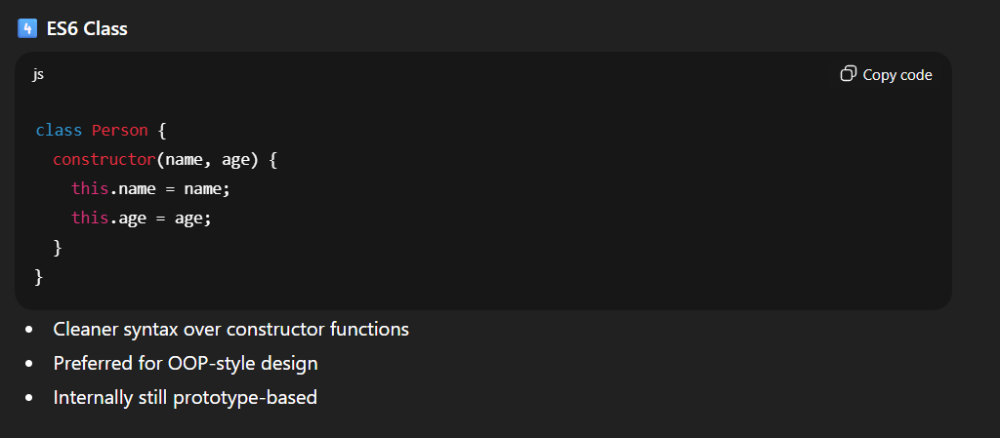 4 ES6 Class
js
Copy code
class Person {
  constructor(name, age) {
    this.name = name;
    this.age = age;
  }
}
• Cleaner syntax over constructor functions
• Preferred for OOP-style design
• Internally still prototype-based